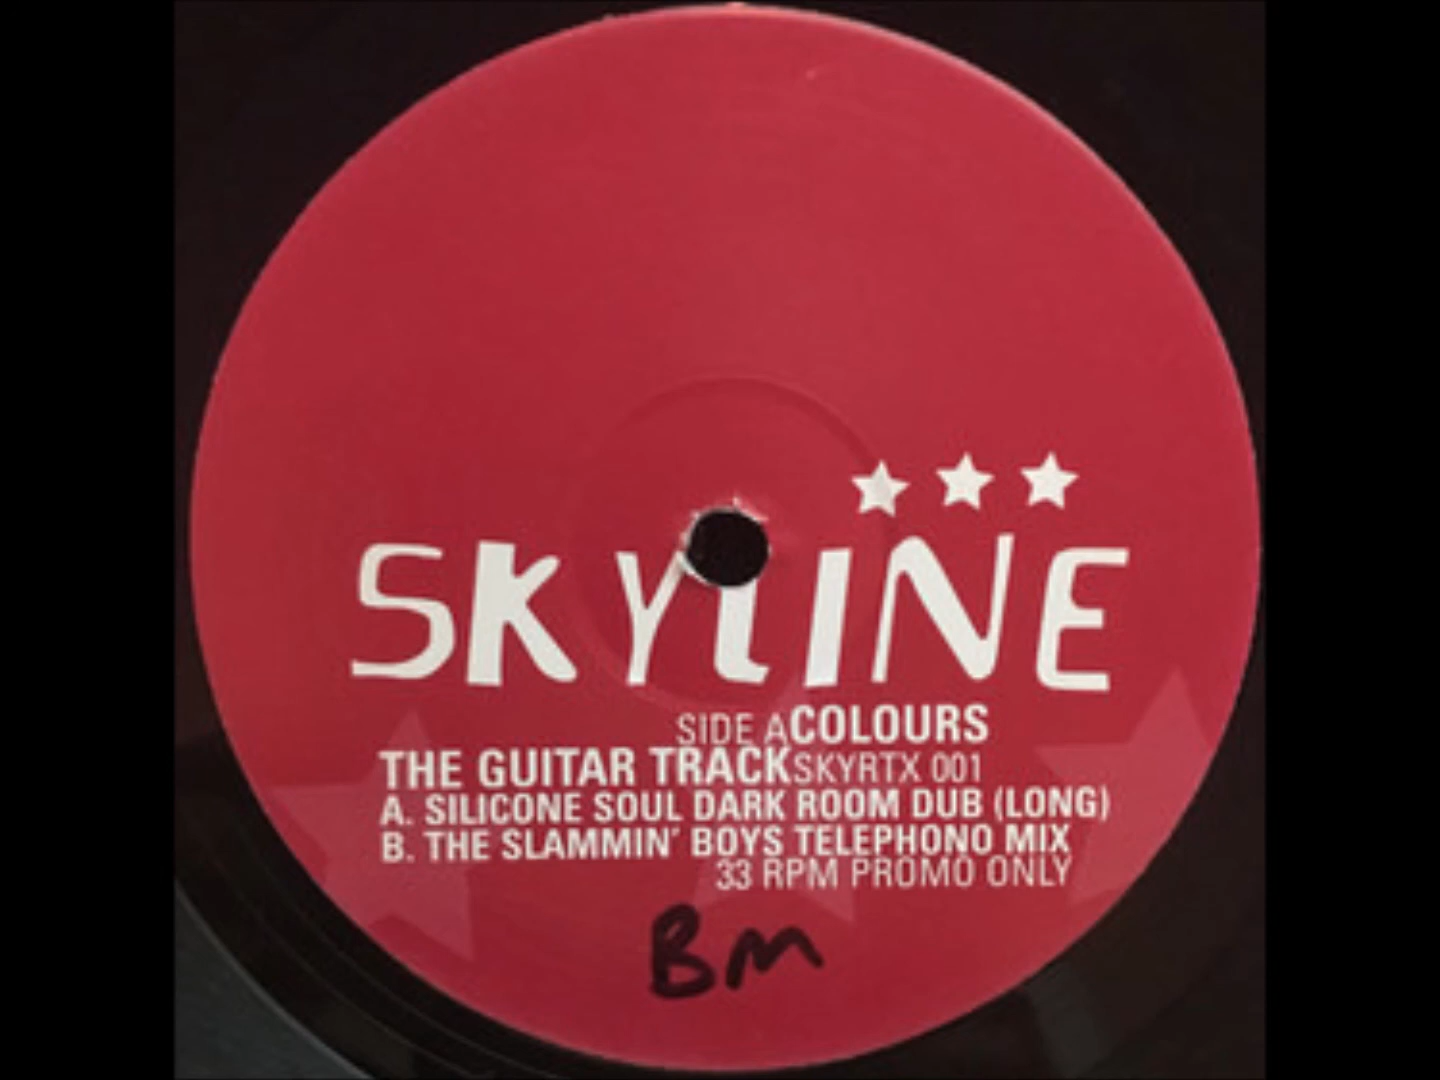 SKYLINE
SIDE A COLOURS
THE GUITAR TRACK SKYRTX 001
A. SILICONE SOUL DARK ROOM DUB (LONG)
B. THE SLAMMIN' BOYS TELEPHONO MIX
33 RPM PROMO ONLY
BM